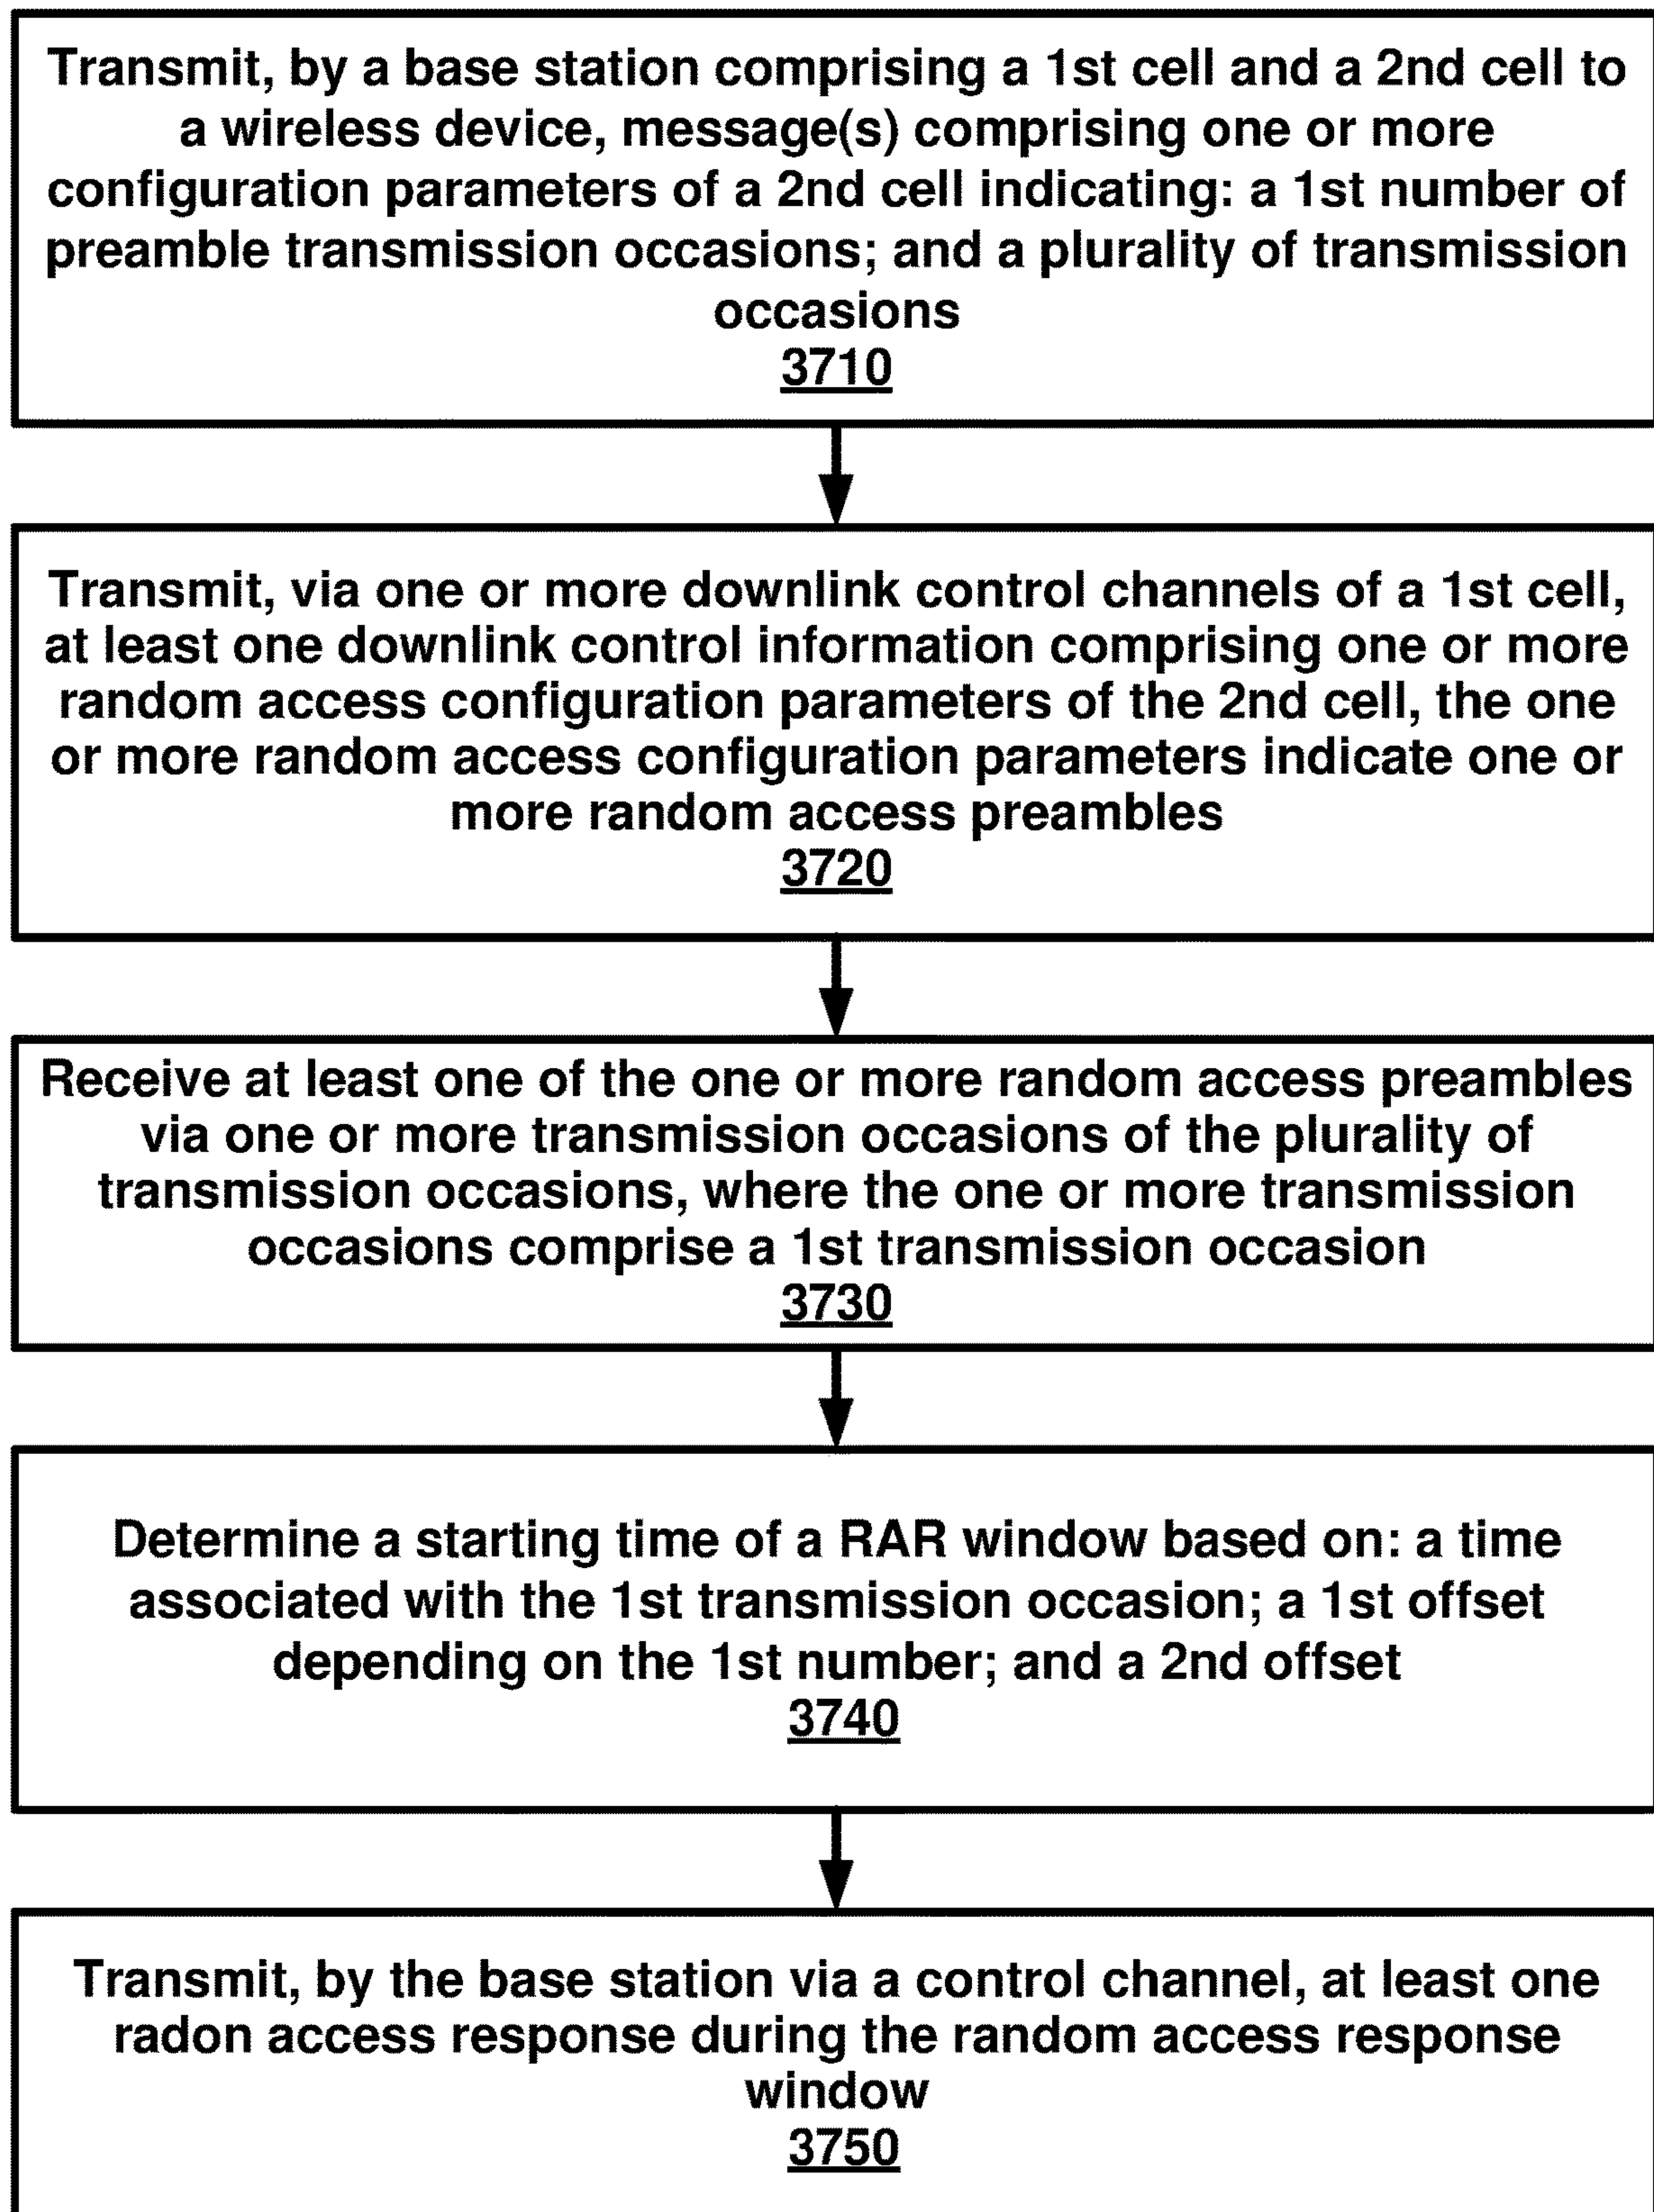 Transmit, by a base station comprising a 1st cell and a 2nd cell to
a wireless device, message(s) comprising one or more
configuration parameters of a 2nd cell indicating: a 1st number of
preamble transmission occasions; and a plurality of transmission
occasions
3710
Transmit, via one or more downlink control channels of a 1st cell,
at least one downlink control information comprising one or more
random access configuration parameters of the 2nd cell, the one
or more random access configuration parameters indicate one or
more random access preambles
3720
Receive at least one of the one or more random access preambles
via one or more transmission occasions of the plurality of
transmission occasions, where the one or more transmission
occasions comprise a 1st transmission occasion
3730
Determine a starting time of a RAR window based on: a time
associated with the 1st transmission occasion; a 1st offset
depending on the 1st number; and a 2nd offset
3740
Transmit, by the base station via a control channel, at least one
radon access response during the random access response
window
3750